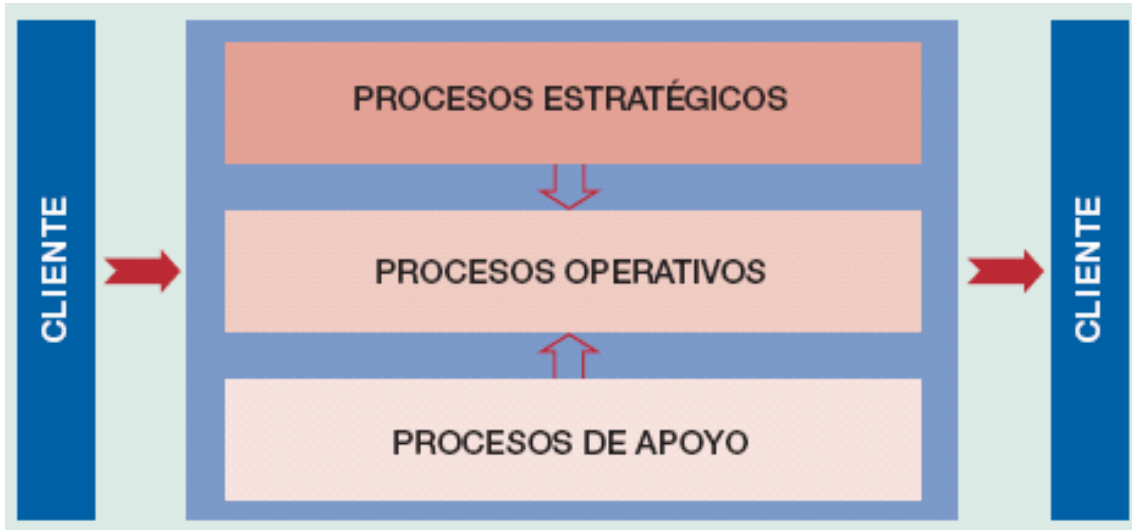 CLIENTE
PROCESOS ESTRATÉGICOS
PROCESOS OPERATIVOS
PROCESOS DE APOYO
CLIENTE